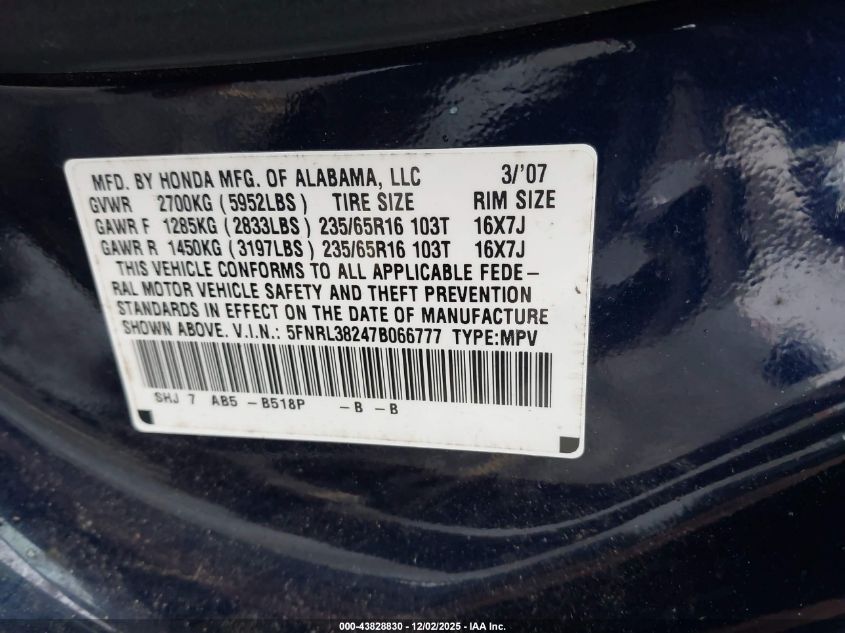 MFD. BY HONDA MFG. OF ALABAMA, LLC 3/'07
GVWR 2700KG (5952LBS) TIRE SIZE RIM SIZE
GAWR F 1285KG (2833LBS) 235/65R16 103T 16X7J
GAWR R 1450KG (3197LBS) 235/65R16 103T 16X7J
THIS VEHICLE CONFORMS TO ALL APPLICABLE FEDE-
RAL MOTOR VEHICLE SAFETY AND THEFT PREVENTION
STANDARDS IN EFFECT ON THE DATE OF MANUFACTURE
SHOWN ABOVE. V.I.N.: 5FNRL38247B066777 TYPE:MPV
SHJ 7 AB5 -B518P -B -B
000-43828830 - 12/02/2025 - IAA Inc.